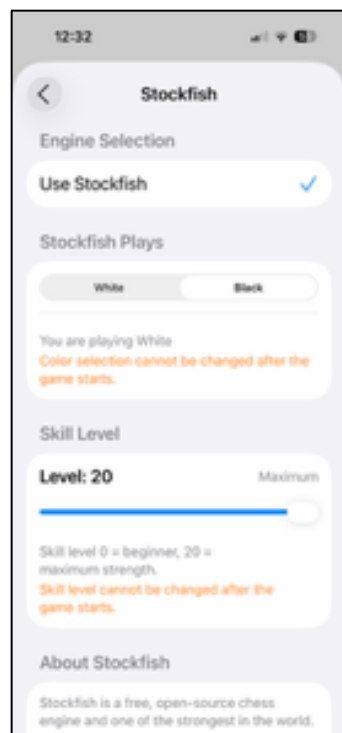 12:32
Stockfish
Engine Selection
Use Stockfish
Stockfish Plays
White Black
You are playing White
Color selection cannot be changed after the
game starts.
Skill Level
Level: 20 Maximum
Skill level 0 = beginner, 20 =
maximum strength.
Skill level cannot be changed after the
game starts.
About Stockfish
Stockfish is a free, open-source chess
engine and one of the strongest in the world.